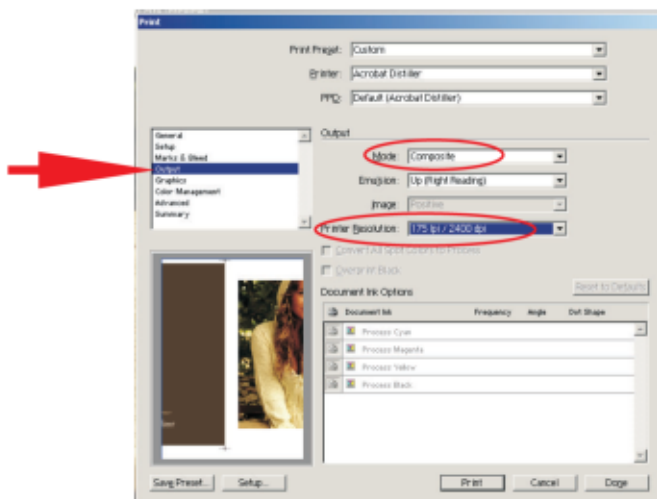 Print
Print Preset: Custom
Printer: Acrobat Distiller
PPD: Default (Acrobat Distiller)
General
Setup
Marks & Bleed
Output
Graphics
Color Management
Advanced
Summary
Output
Mode: Composite
Emulsion: Up (Right Reading)
Image: Positive
Printer Resolution: 175 lpi / 2400 dpi
Convert All Spot Colors to Process
Overprint Black
Reset to Defaults
Document Ink Options
Document Ink Frequency Angle Dot Shape
Process Cyan
Process Magenta
Process Yellow
Process Black
Save Preset... Setup... Print Cancel Done